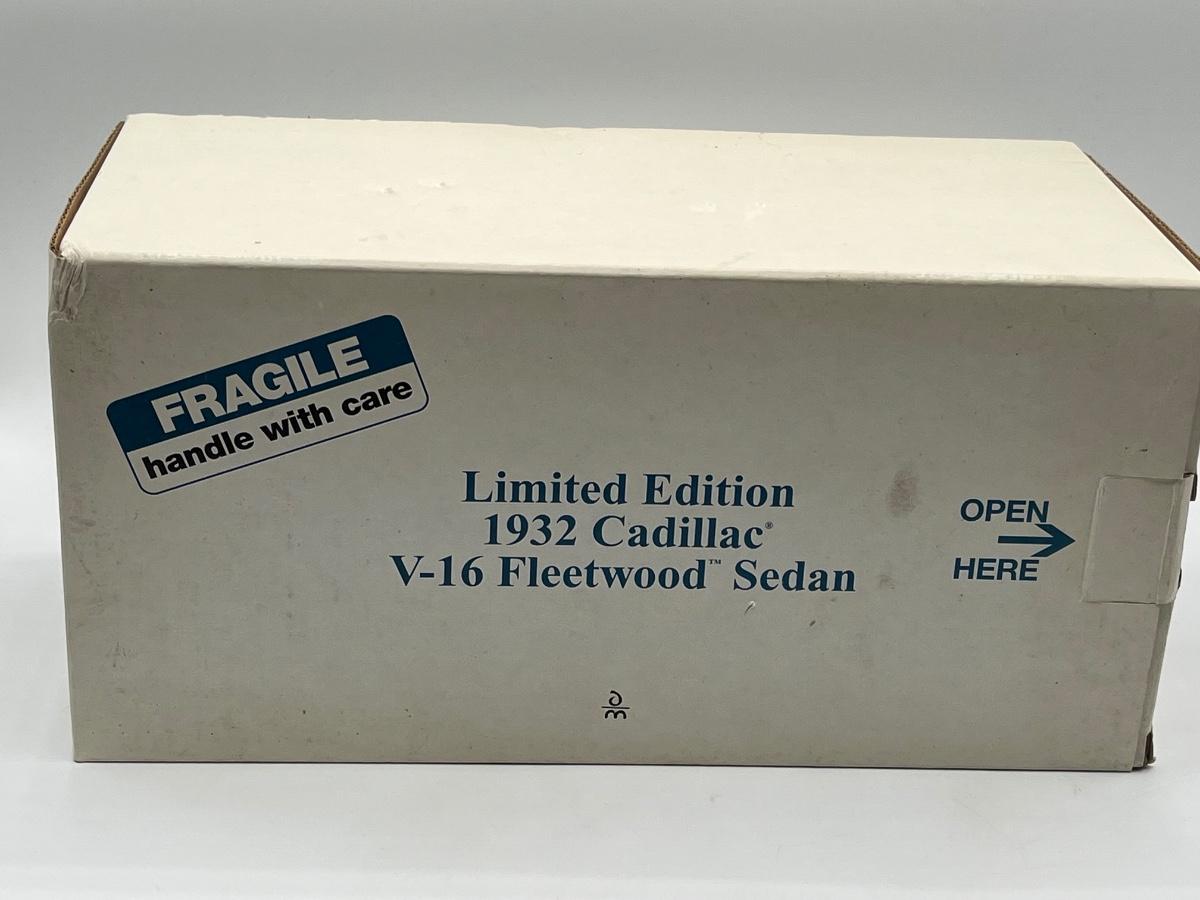 FRAGILE
handle with care
Limited Edition
1932 Cadillac®
V-16 Fleetwood™ Sedan
OPEN
HERE